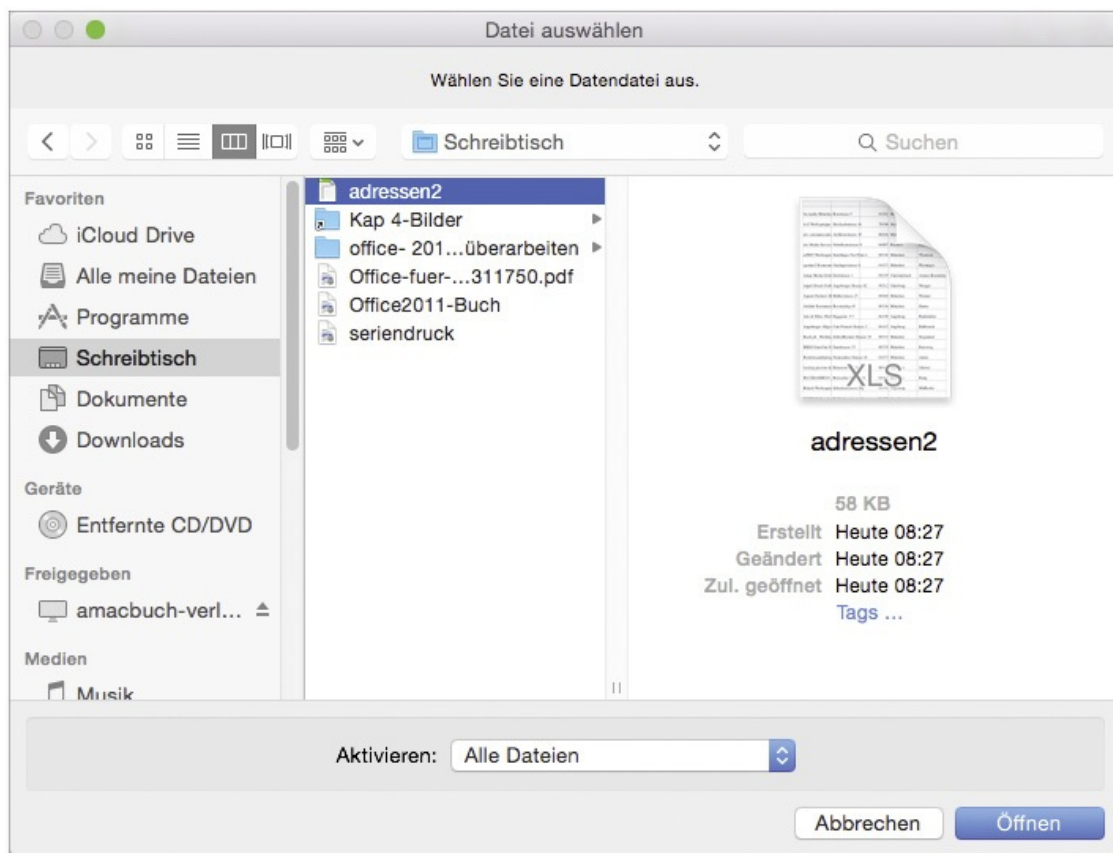 Datei auswählen
Wählen Sie eine Datendatei aus.
Schreibtisch
Suchen
Favoriten
iCloud Drive
Alle meine Dateien
Programme
Schreibtisch
Dokumente
Downloads
Geräte
Entfernte CD/DVD
Freigegeben
amacbuch-verl...
Medien
Musik
adressen2
Kap 4-Bilder
office- 201...überarbeiten
Office-fuer-...311750.pdf
Office2011-Buch
seriendruck
XLS
adressen2
58 KB
Erstellt Heute 08:27
Geändert Heute 08:27
Zul. geöffnet Heute 08:27
Tags ...
Aktivieren: Alle Dateien
Abbrechen Öffnen